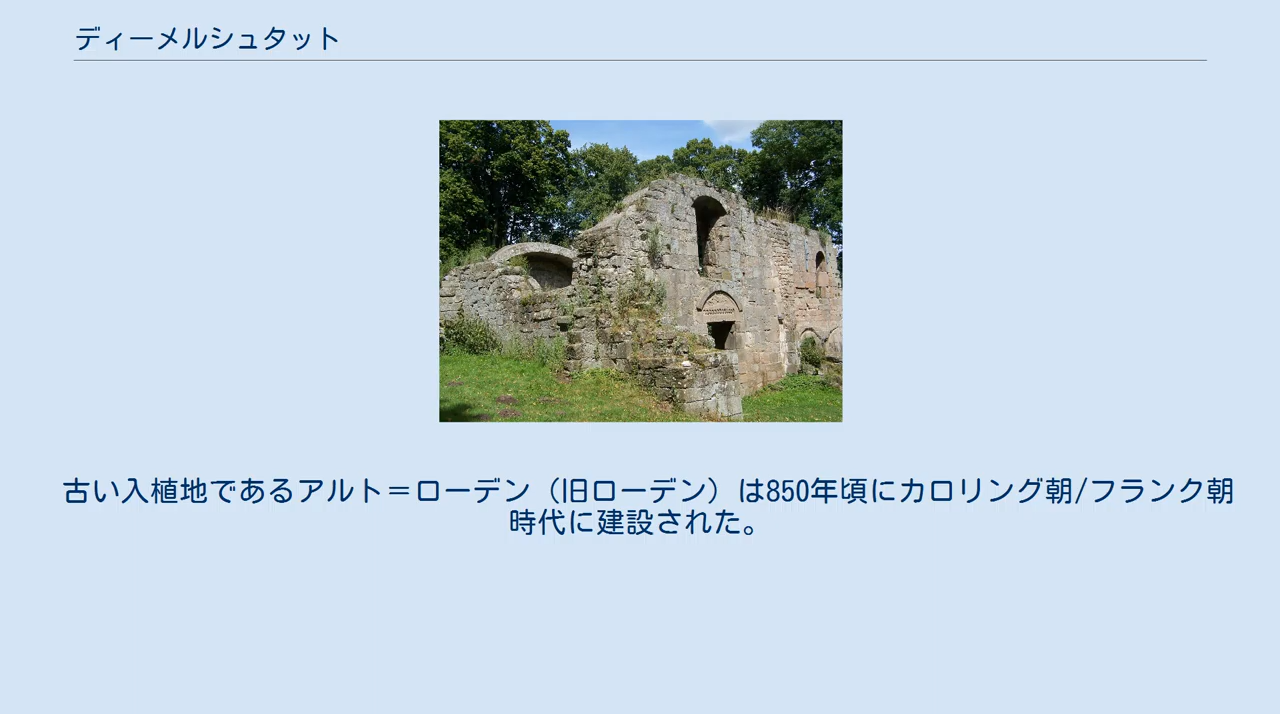 ディーメルシュタット
古い入植地であるアルト＝ローデン（旧ローデン）は850年頃にカロリング朝/フランク朝
時代に建設された。